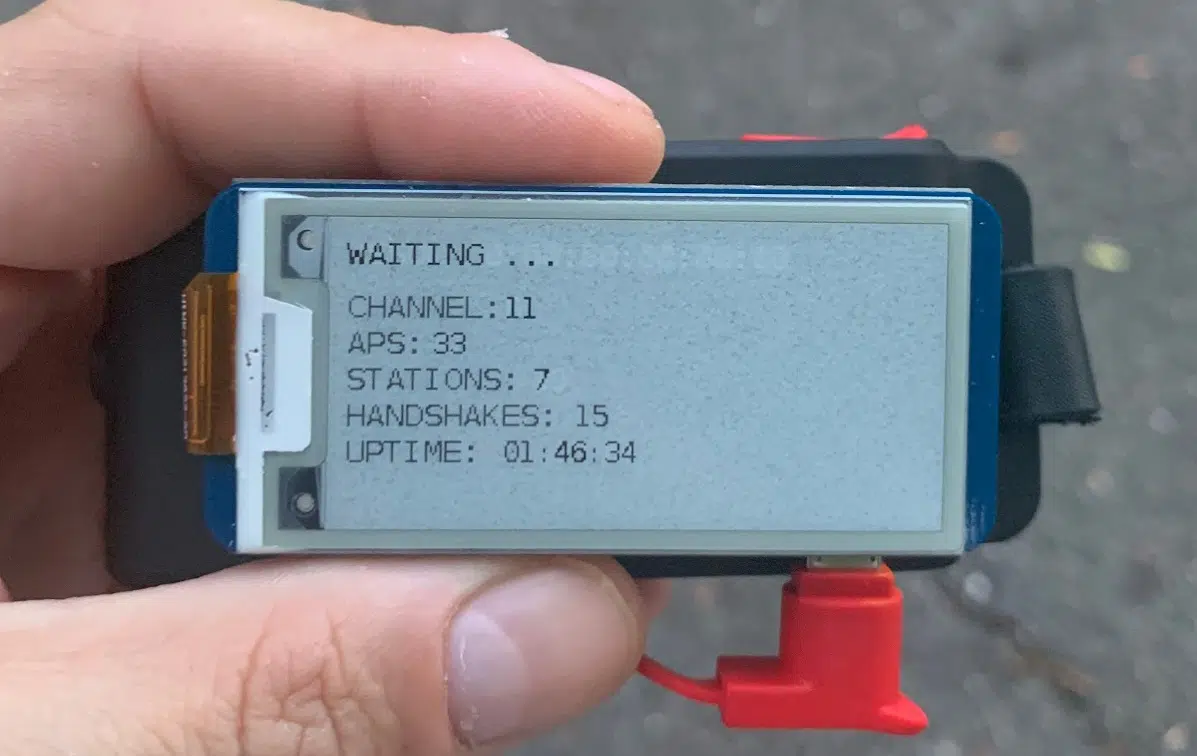 WAITING ...
CHANNEL:11
APS: 33
STATIONS: 7
HANDSHAKES: 15
UPTIME: 01:46:34